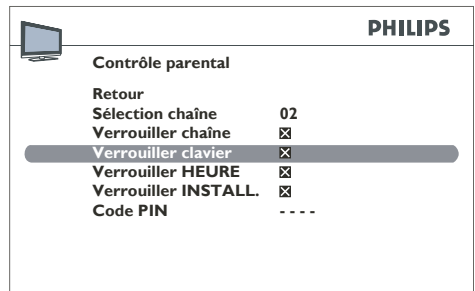 PHILIPS
Contrôle parental
Retour
Sélection chaîne 02
Verrouiller chaîne
Verrouiller clavier
Verrouiller HEURE
Verrouiller INSTALL.
Code PIN - - - -